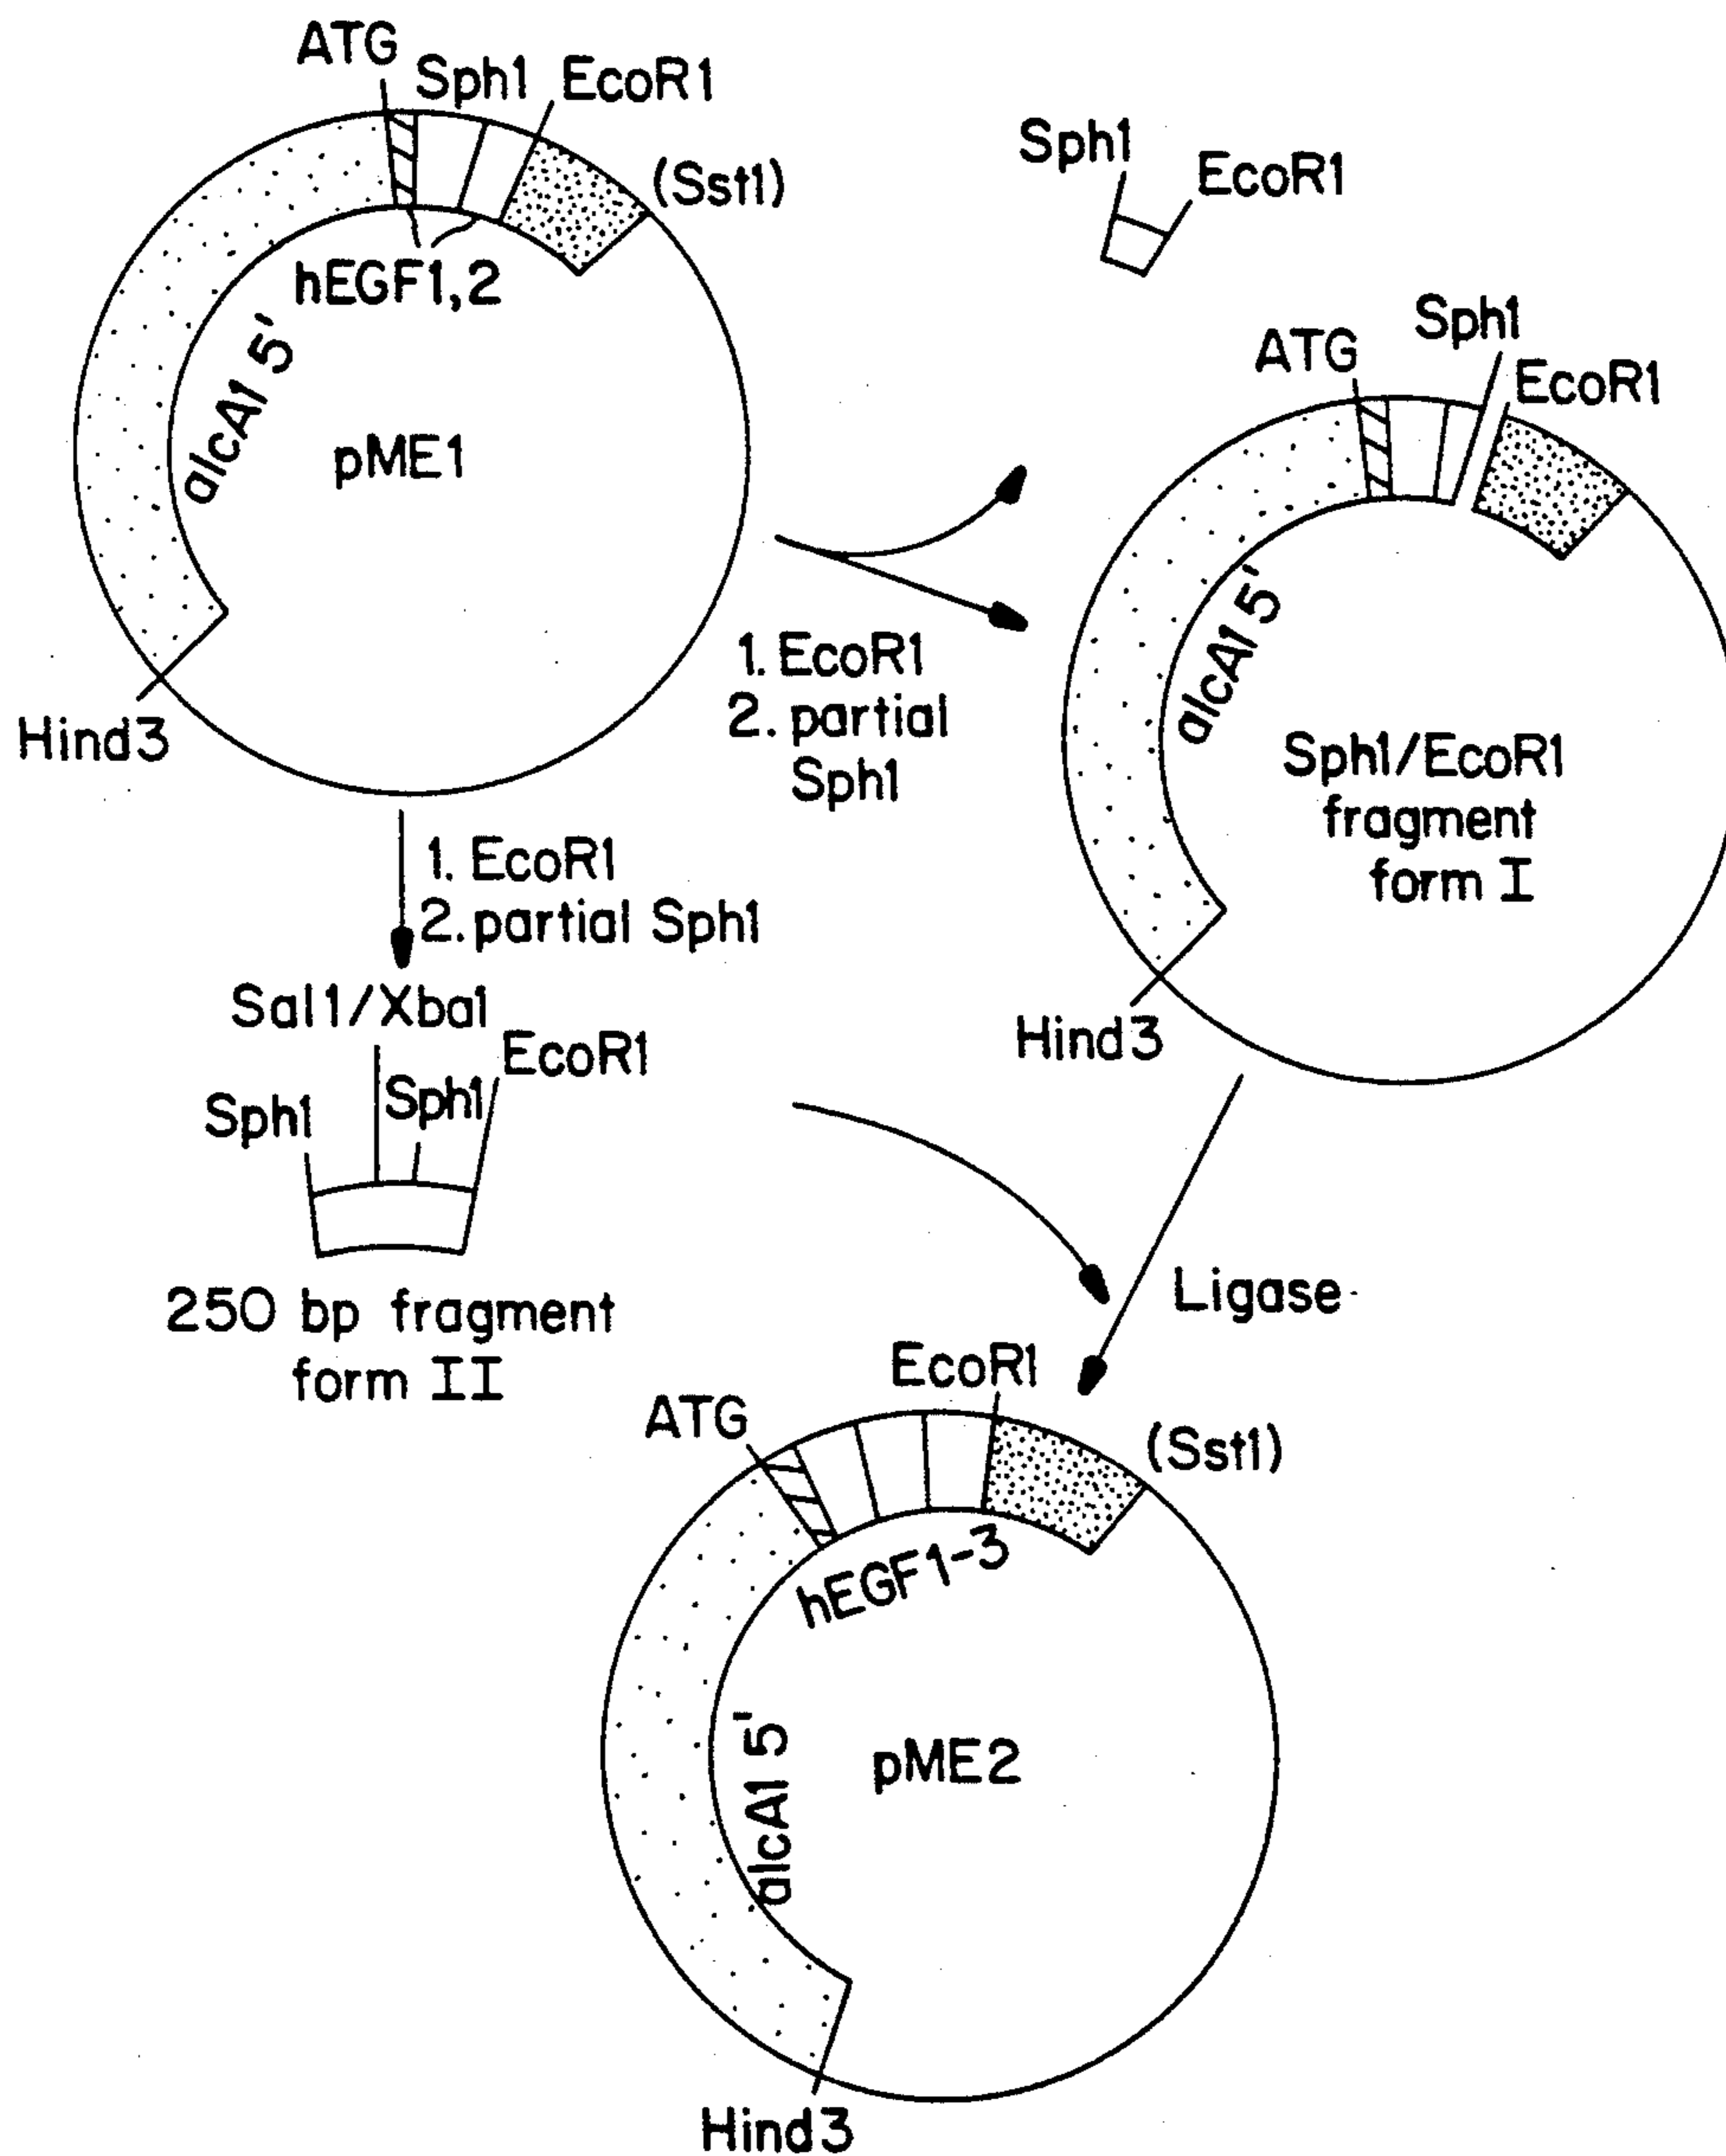 ATG
Sph1
EcoR1
(Sst1)
hEGF1,2
alcA1 5'
pME1
Hind3
Sph1
EcoR1
1. EcoR1
2. partial
Sph1
ATG
Sph1
EcoR1
alcA1 5'
Sph1/EcoR1
fragment
form I
Hind3
1. EcoR1
2. partial Sph1
Sal1/Xba1
EcoR1
Sph1
Sph1
250 bp fragment
form II
Ligase
ATG
EcoR1
(Sst1)
hEGF1-3
alcA1 5'
pME2
Hind3